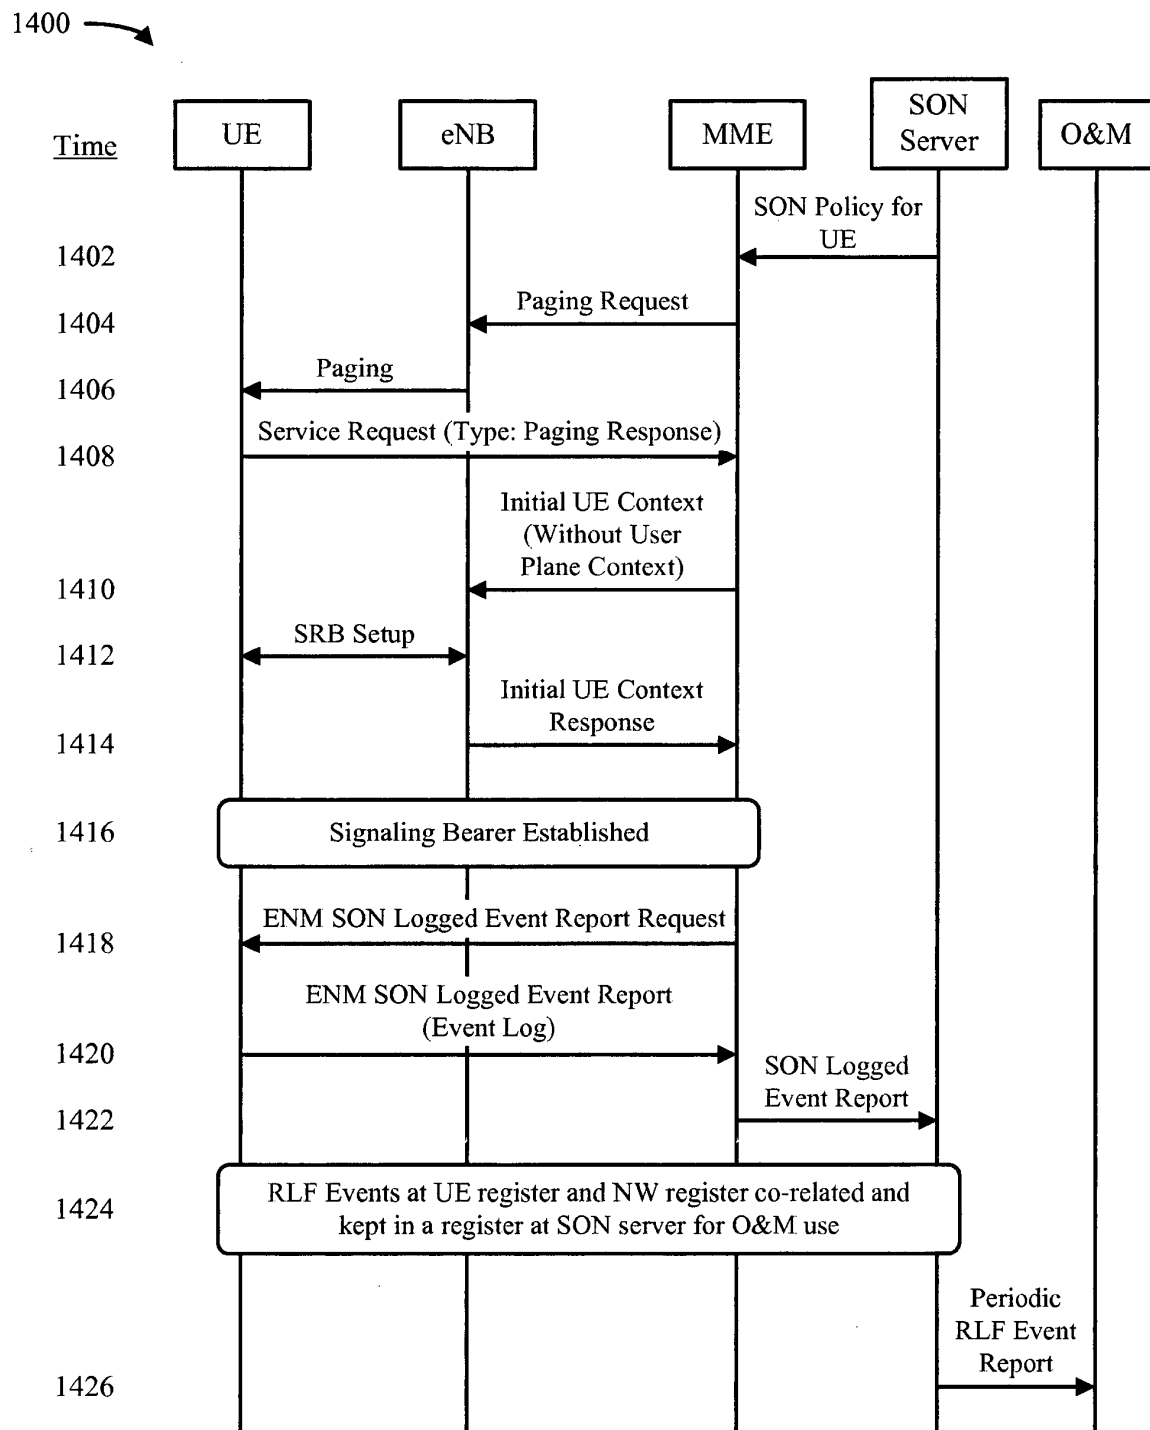 1400
UE
eNB
MME
SON
Server
O&M
Time
SON Policy for
UE
1402
Paging Request
1404
Paging
1406
Service Request (Type: Paging Response)
1408
Initial UE Context
(Without User
Plane Context)
1410
SRB Setup
1412
Initial UE Context
Response
1414
Signaling Bearer Established
1416
ENM SON Logged Event Report Request
1418
ENM SON Logged Event Report
(Event Log)
1420
SON Logged
Event Report
1422
RLF Events at UE register and NW register co-related and
kept in a register at SON server for O&M use
1424
Periodic
RLF Event
Report
1426